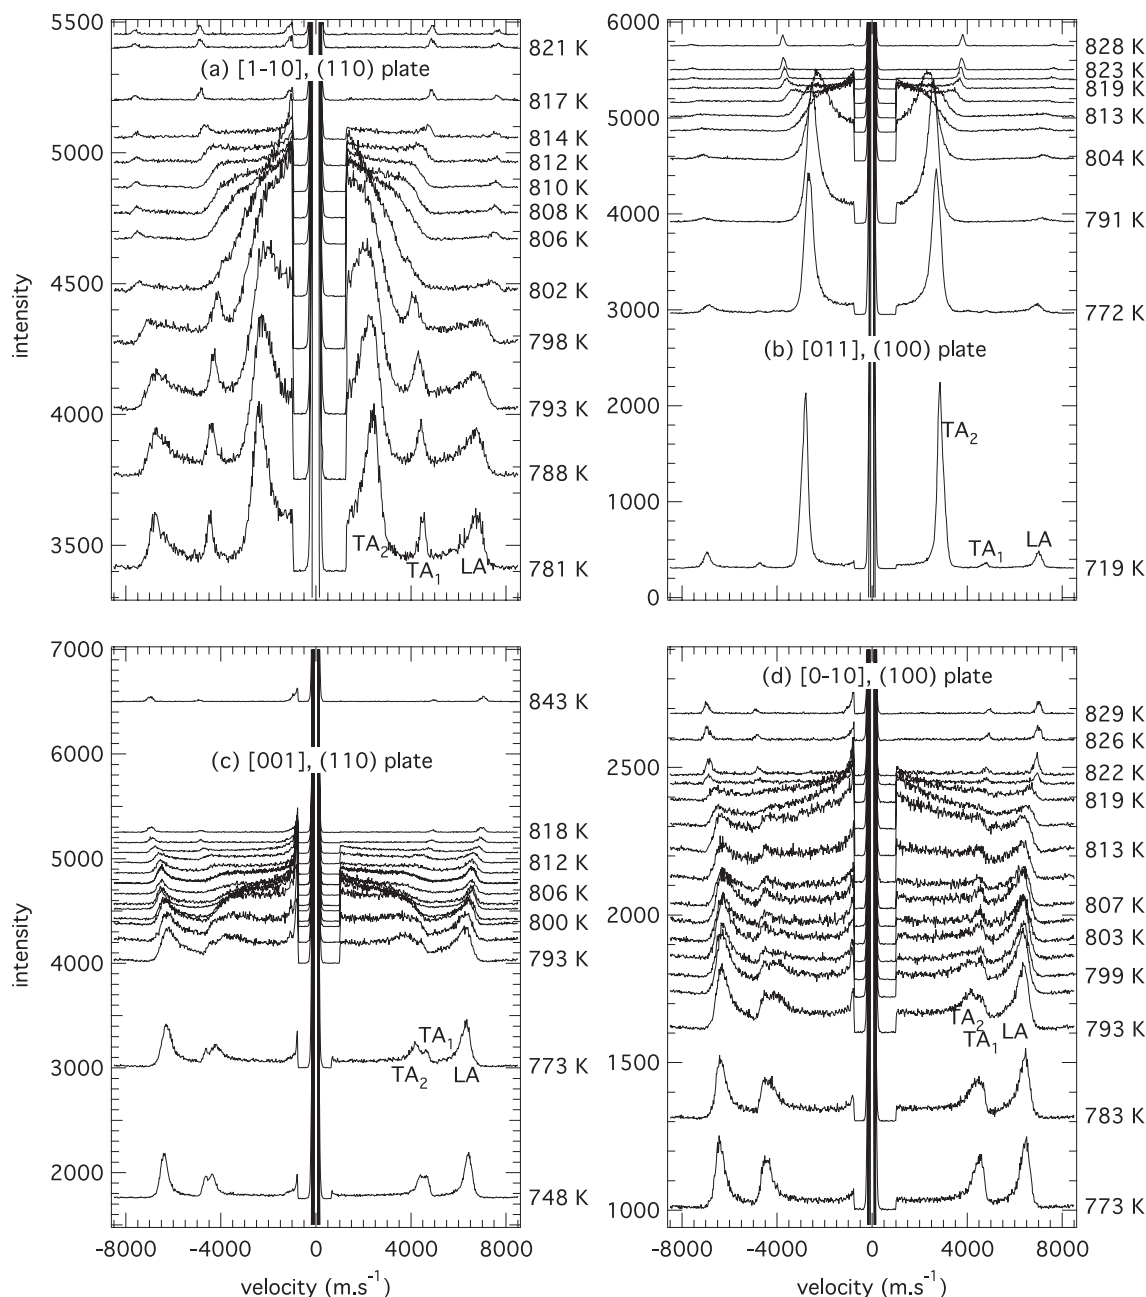 5500
5000
4500
4000
3500
intensity
(a) [1-10], (110) plate
821 K
817 K
814 K
812 K
810 K
808 K
806 K
802 K
798 K
793 K
788 K
781 K
TA2
TA1
LA
6000
5000
4000
3000
2000
1000
0
(b) [011], (100) plate
828 K
823 K
819 K
813 K
804 K
791 K
772 K
719 K
TA2
TA1
LA
7000
6000
5000
4000
3000
2000
intensity
(c) [001], (110) plate
843 K
818 K
812 K
806 K
800 K
793 K
773 K
748 K
TA1
TA2
LA
-8000
-4000
0
4000
8000
velocity (m.s-1)
2500
2000
1500
1000
(d) [0-10], (100) plate
829 K
826 K
822 K
819 K
813 K
807 K
803 K
799 K
793 K
783 K
773 K
TA2
TA1
LA
-8000
-4000
0
4000
8000
velocity (m.s-1)